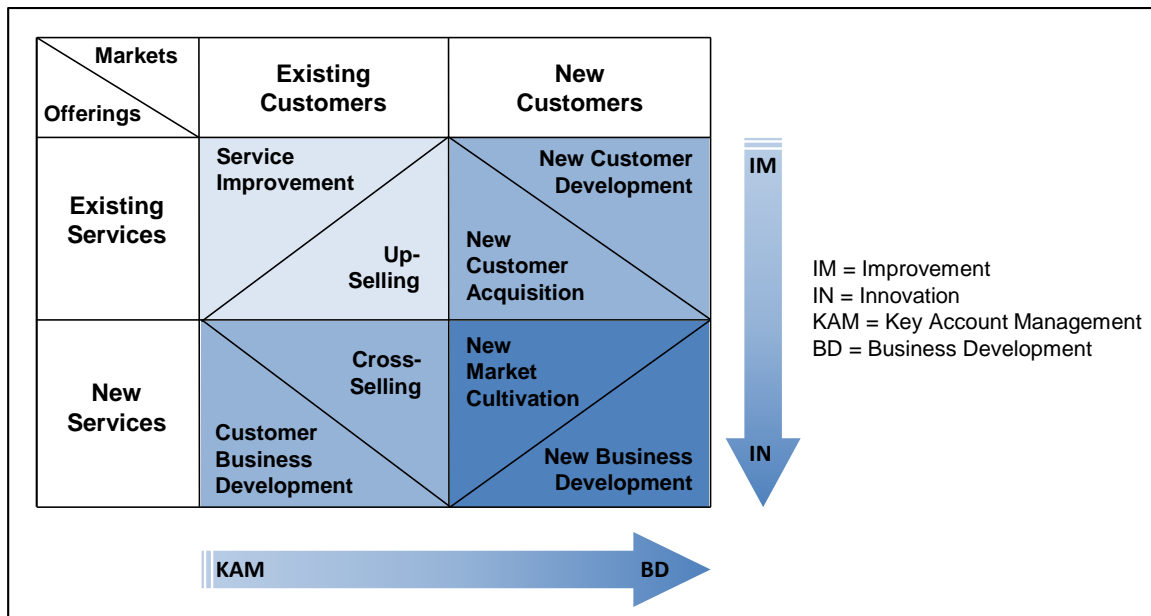 Markets
Offerings
Existing
Customers
New
Customers
Existing
Services
Service
Improvement
Up-
Selling
New Customer
Development
New
Customer
Acquisition
New
Services
Cross-
Selling
Customer
Business
Development
New
Market
Cultivation
New Business
Development
IM
IN
KAM
BD
IM = Improvement
IN = Innovation
KAM = Key Account Management
BD = Business Development